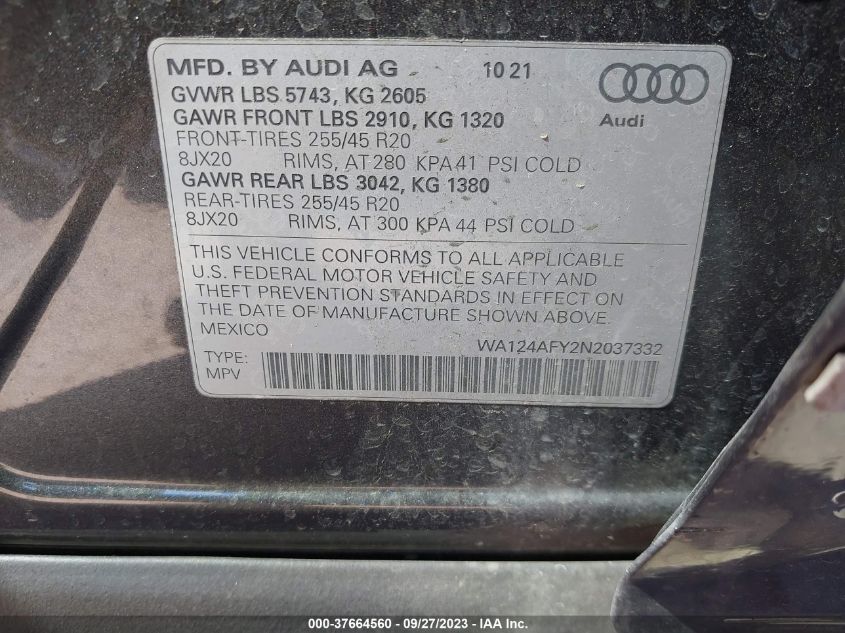 MFD. BY AUDI AG 10 21
GVWR LBS 5743, KG 2605
GAWR FRONT LBS 2910, KG 1320
Audi
FRONT-TIRES 255/45 R20
8JX20 RIMS, AT 280 KPA 41 PSI COLD
GAWR REAR LBS 3042, KG 1380
REAR-TIRES 255/45 R20
8JX20 RIMS, AT 300 KPA 44 PSI COLD
THIS VEHICLE CONFORMS TO ALL APPLICABLE
U.S. FEDERAL MOTOR VEHICLE SAFETY AND
THEFT PREVENTION STANDARDS IN EFFECT ON
THE DATE OF MANUFACTURE SHOWN ABOVE.
MEXICO
WA124AFY2N2037332
TYPE:
MPV
000-37664560 - 09/27/2023 - IAA Inc.